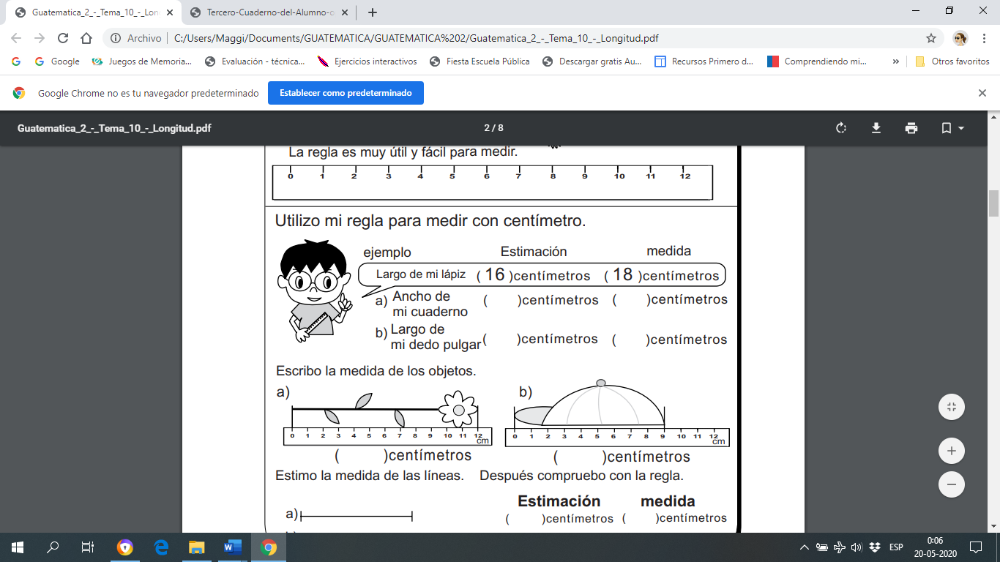 Guatematica_2_-_Tema_10_-_Lon
Tercero-Cuaderno-del-Alumno-o
Archivo
C:/Users/Maggi/Documents/GUATEMATICA/GUATEMATICA%202/Guatematica_2_-_Tema_10_-_Longitud.pdf
Google
Juegos de Memoria...
Evaluación - técnica...
Ejercicios interactivos
Fiesta Escuela Pública
Descargar gratis Au...
Recursos Primero d...
Comprendiendo mi...
»
Otros favoritos
Google Chrome no es tu navegador predeterminado
Establecer como predeterminado
Guatematica_2_-_Tema_10_-_Longitud.pdf
2 / 8
La regla es muy útil y fácil para medir.
0 1 2 3 4 5 6 7 8 9 10 11 12
Utilizo mi regla para medir con centímetro.
ejemplo Estimación medida
Largo de mi lápiz ( 16 )centímetros ( 18 )centímetros
a) Ancho de mi cuaderno ( )centímetros ( )centímetros
b) Largo de mi dedo pulgar ( )centímetros ( )centímetros
Escribo la medida de los objetos.
a) b)
0 1 2 3 4 5 6 7 8 9 10 11 12 cm
0 1 2 3 4 5 6 7 8 9 10 11 12 cm
( )centímetros ( )centímetros
Estimo la medida de las líneas. Después compruebo con la regla.
Estimación medida
a) ( )centímetros ( )centímetros
ESP
0:06
20-05-2020